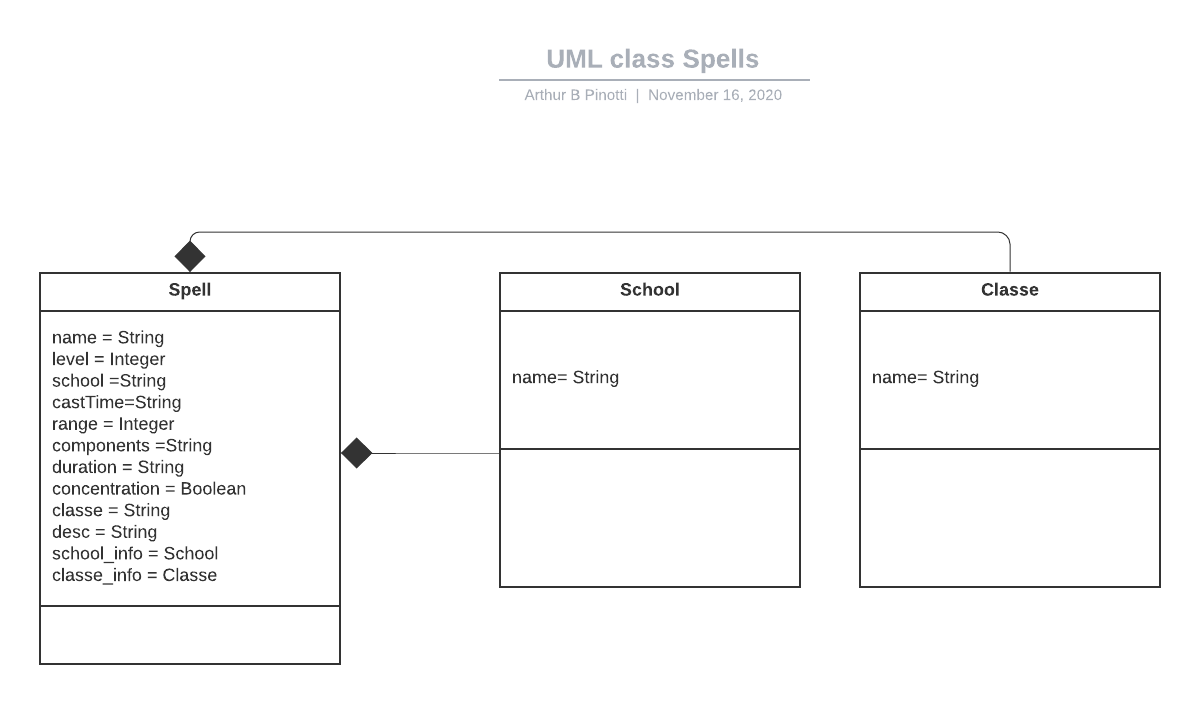 UML class Spells
Arthur B Pinotti | November 16, 2020
Spell
name = String
level = Integer
school =String
castTime=String
range = Integer
components =String
duration = String
concentration = Boolean
classe = String
desc = String
school_info = School
classe_info = Classe
School
name= String
Classe
name= String